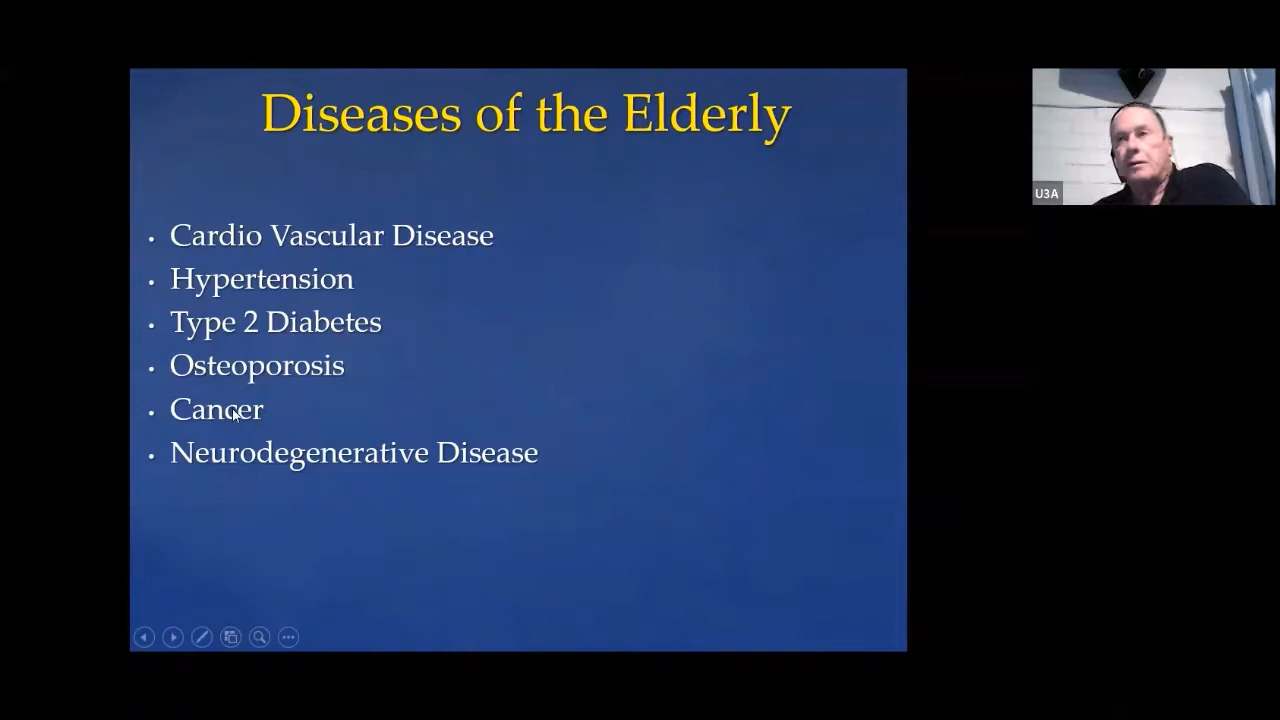 Diseases of the Elderly
• Cardio Vascular Disease
• Hypertension
• Type 2 Diabetes
• Osteoporosis
• Cancer
• Neurodegenerative Disease
U3A